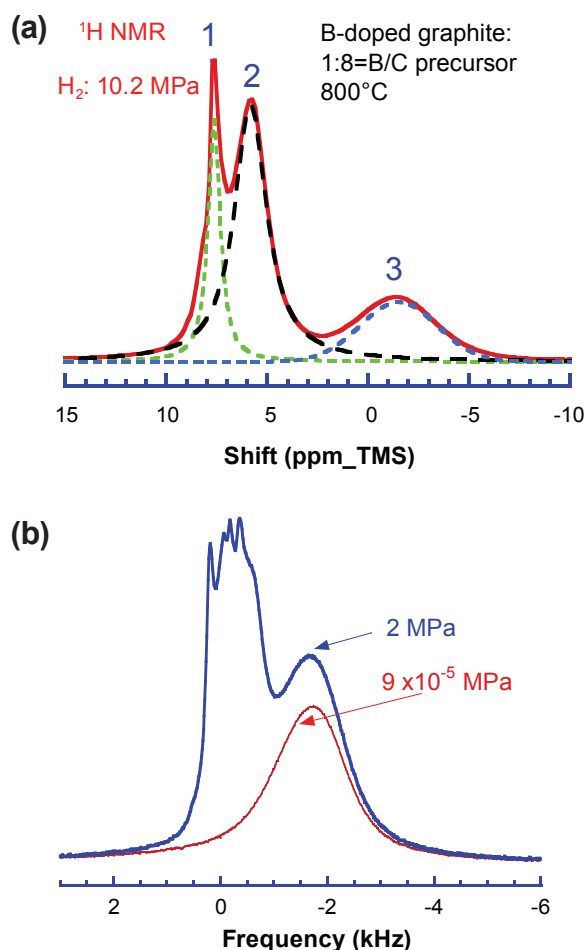 (a)
¹H NMR
H₂: 10.2 MPa
1
2
3
B-doped graphite:
1:8=B/C precursor
800°C
15 10 5 0 -5 -10
Shift (ppm_TMS)
(b)
2 MPa
9 x10⁻⁵ MPa
2 0 -2 -4 -6
Frequency (kHz)